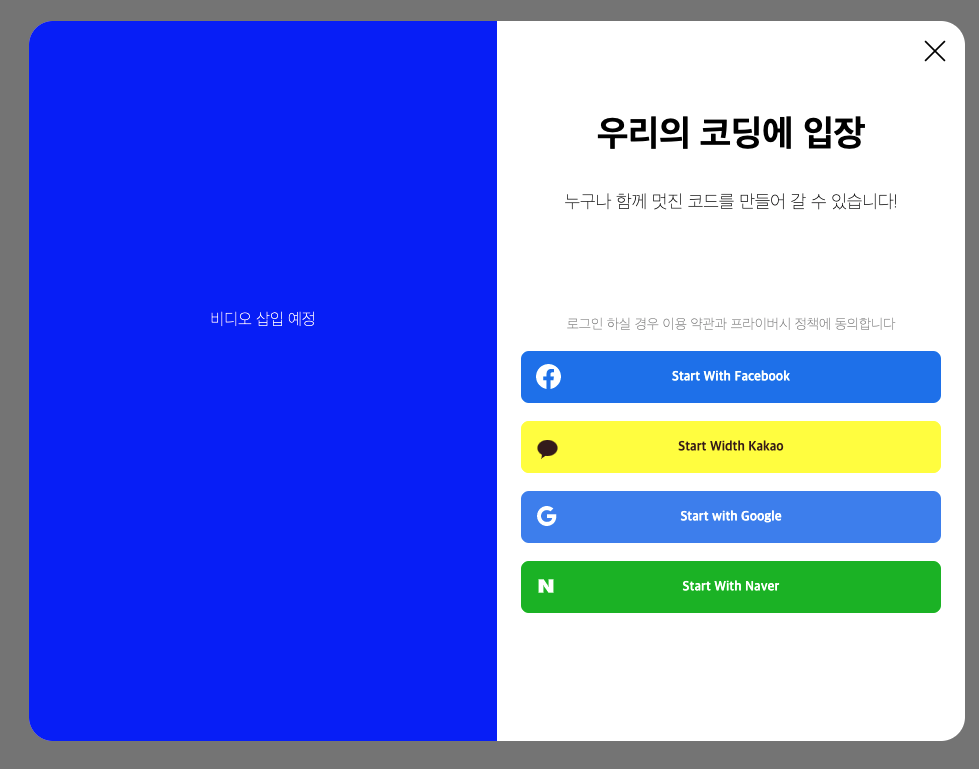 비디오 삽입 예정
우리의 코딩에 입장
누구나 함께 멋진 코드를 만들어 갈 수 있습니다!
로그인 하실 경우 이용 약관과 프라이버시 정책에 동의합니다
Start With Facebook
Start Width Kakao
Start with Google
Start With Naver